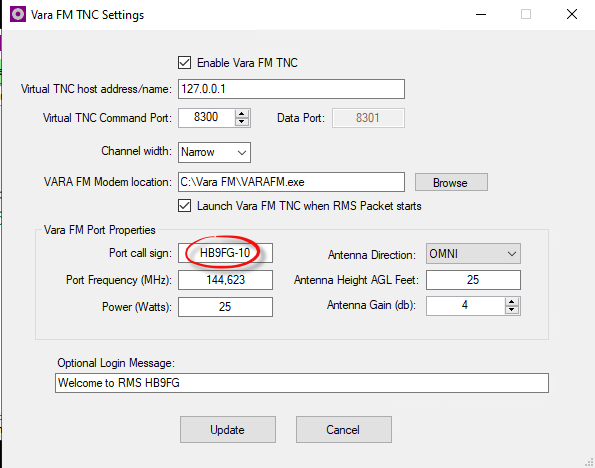 Vara FM TNC Settings
Enable Vara FM TNC
Virtual TNC host address/name: 127.0.0.1
Virtual TNC Command Port: 8300 Data Port: 8301
Channel width: Narrow
VARA FM Modem location: C:\Vara FM\VARAFM.exe Browse
Launch Vara FM TNC when RMS Packet starts
Vara FM Port Properties
Port call sign: HB9FG-10 Antenna Direction: OMNI
Port Frequency (MHz): 144,623 Antenna Height AGL Feet: 25
Power (Watts): 25 Antenna Gain (db): 4
Optional Login Message:
Welcome to RMS HB9FG
Update Cancel